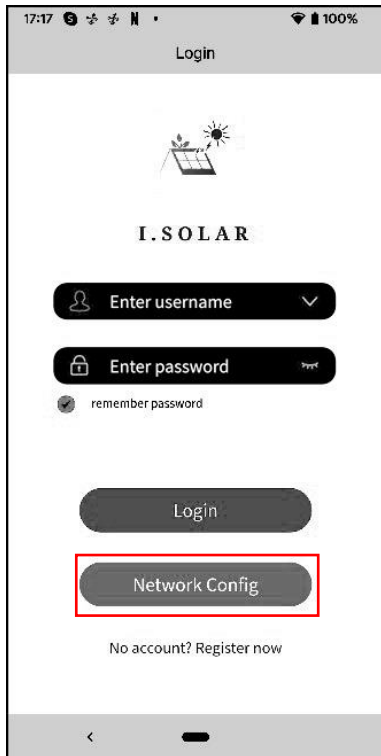 17:17 100%
Login
I.SOLAR
Enter username
Enter password
remember password
Login
Network Config
No account? Register now